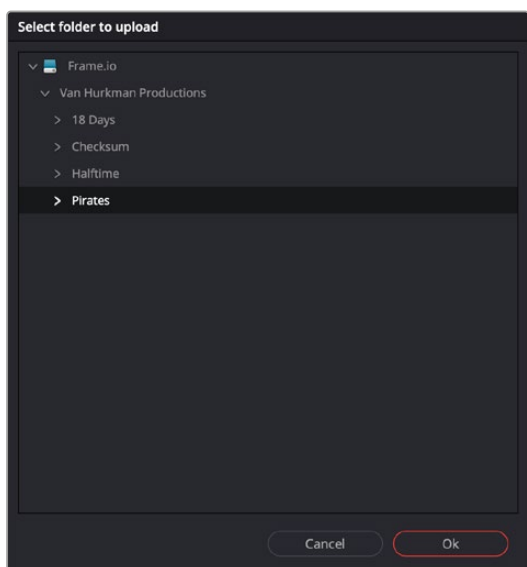 Select folder to upload
Frame.io
Van Hurkman Productions
18 Days
Checksum
Halftime
Pirates
Cancel Ok